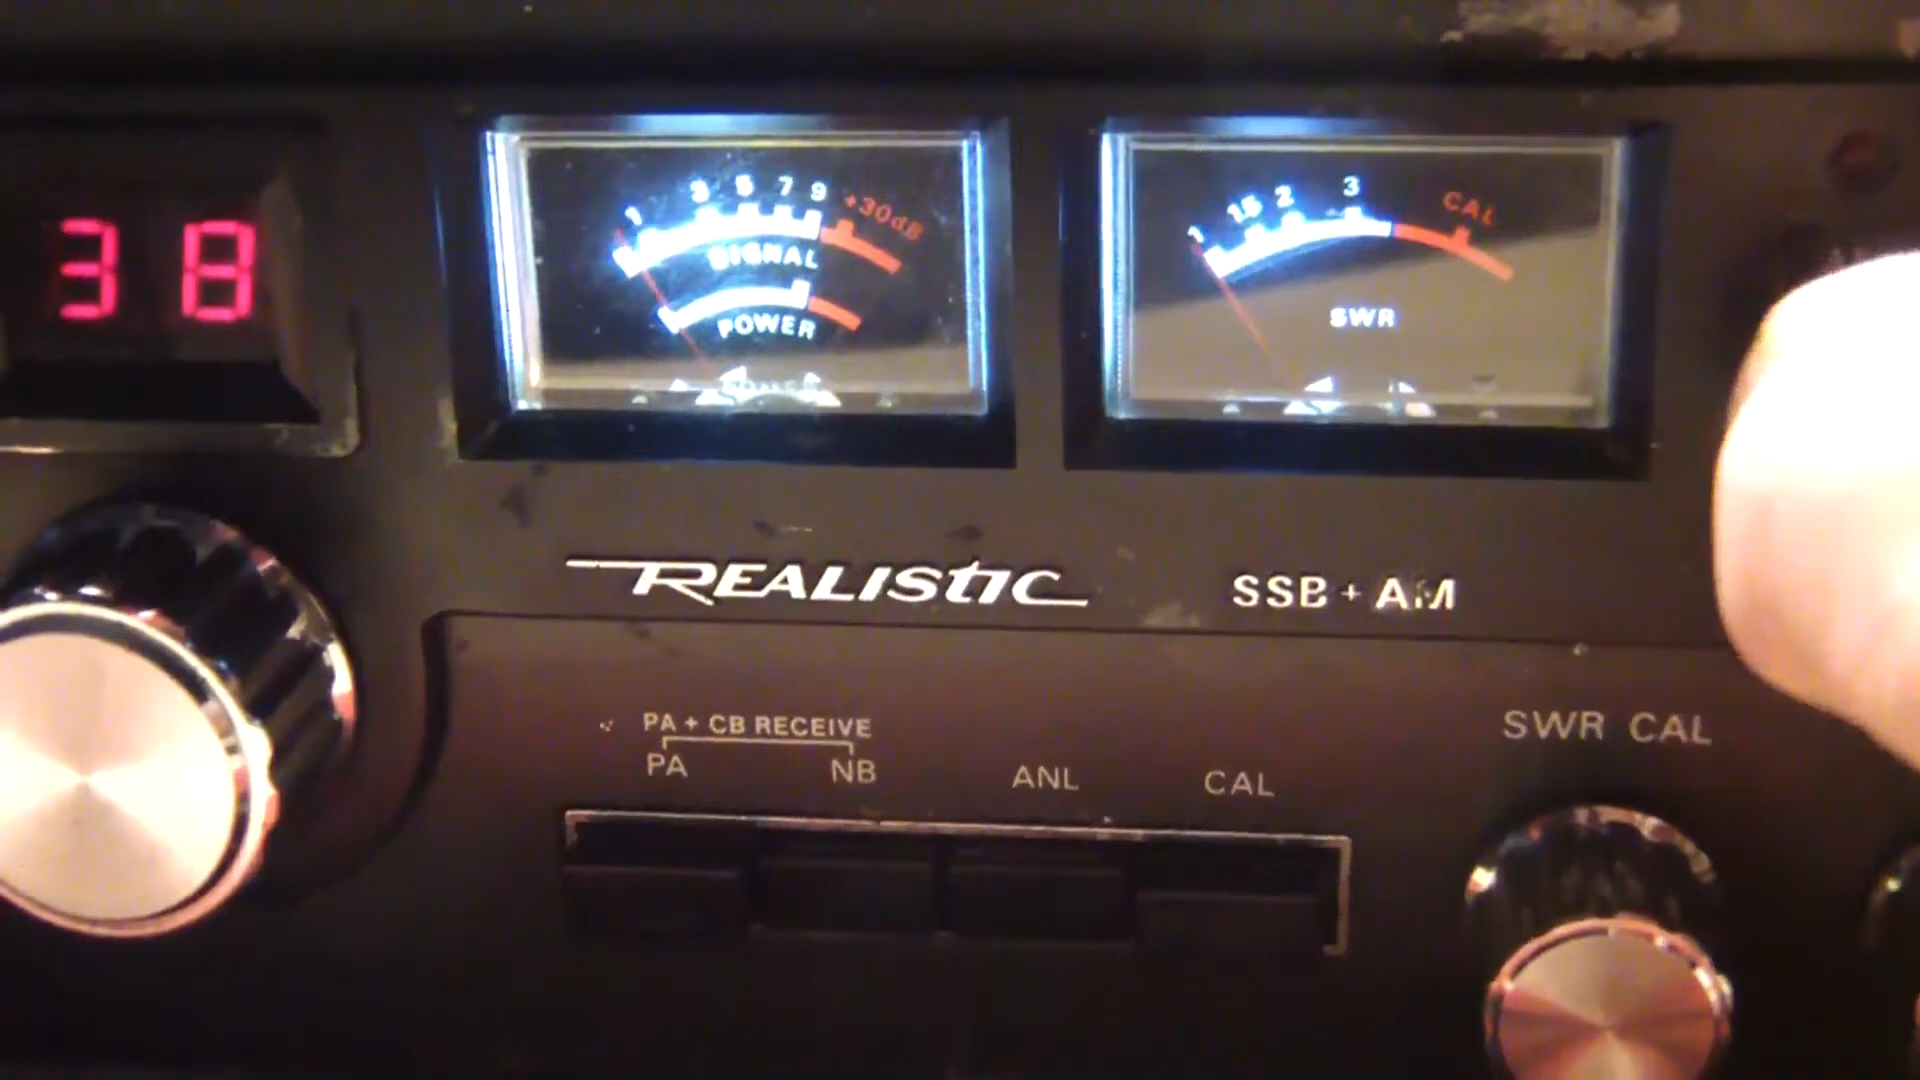 38
1 3 5 7 9 +30dB
SIGNAL
POWER
1 1.5 2 3 CAL
SWR
REALISTIC
SSB + AM
PA + CB RECEIVE
PA NB ANL CAL
SWR CAL